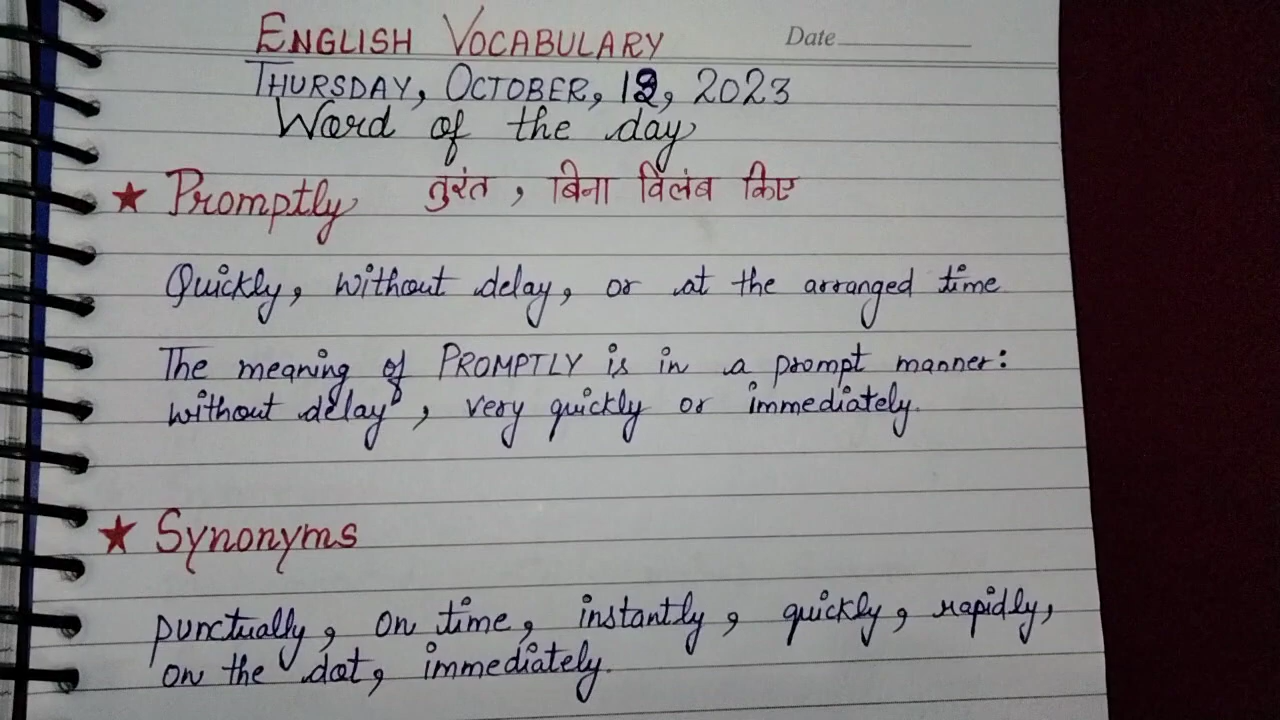 ENGLISH VOCABULARY Date
THURSDAY, OCTOBER, 12, 2023
Word of the day
★ Promptly तुरंत , बिना विलंब किए
Quickly, without delay, or at the arranged time
The meaning of PROMPTLY is in a prompt manner:
without delay, very quickly or immediately.
★ Synonyms
punctually, on time, instantly, quickly, rapidly,
on the dot, immediately.